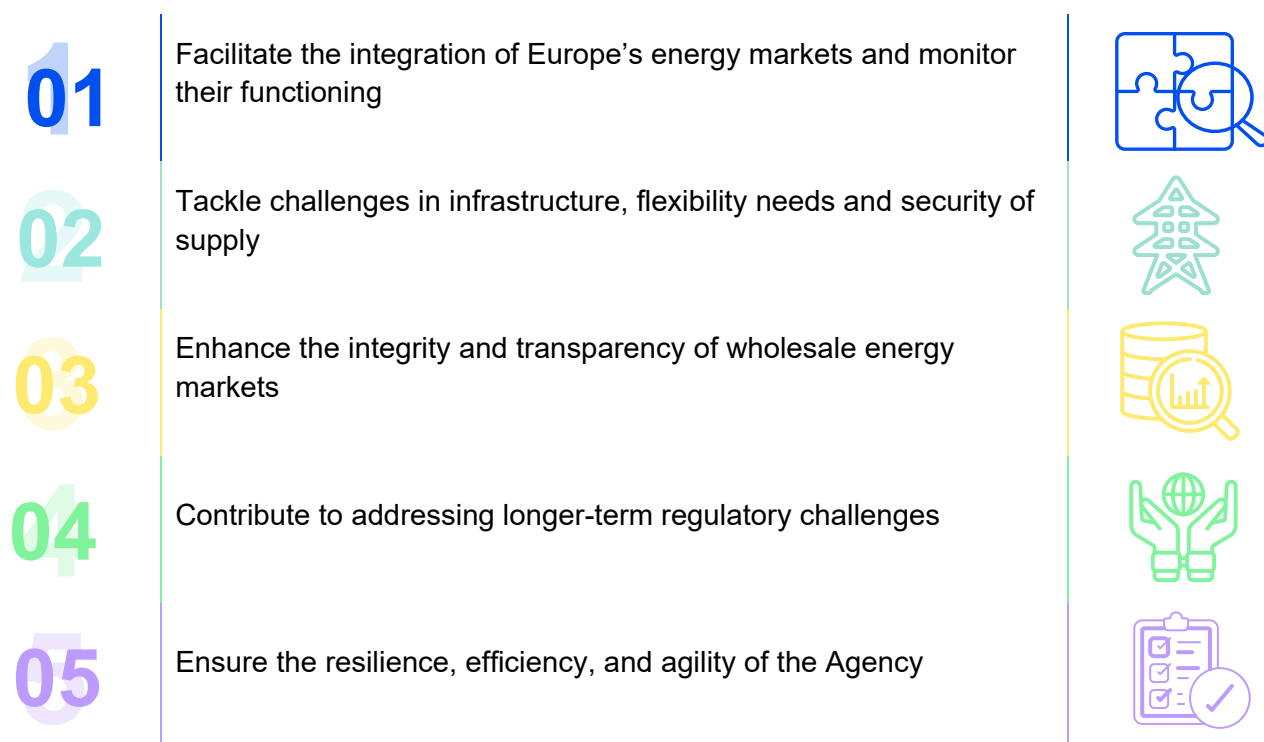 01
Facilitate the integration of Europe’s energy markets and monitor
their functioning
02
Tackle challenges in infrastructure, flexibility needs and security of
supply
03
Enhance the integrity and transparency of wholesale energy
markets
04
Contribute to addressing longer-term regulatory challenges
05
Ensure the resilience, efficiency, and agility of the Agency